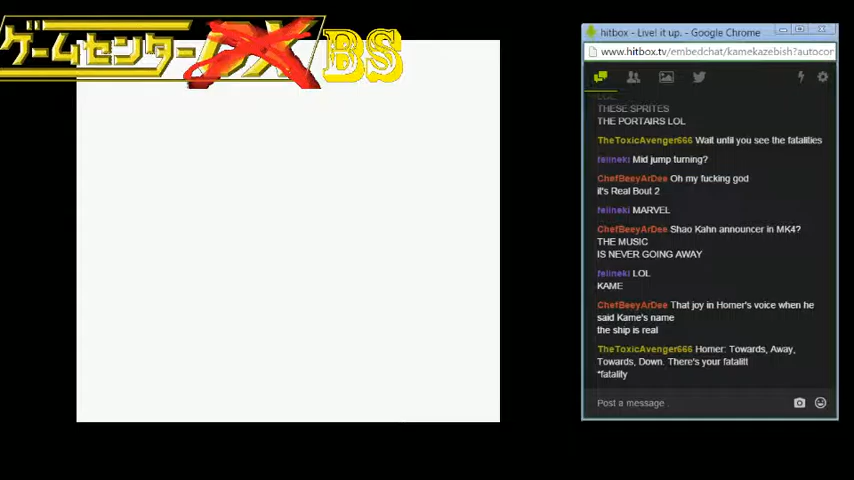 ゲームセンターDX BS
hitbox - Live! it up. - Google Chrome
www.hitbox.tv/embedchat/kamekazebish?autocor
LOL
THESE SPRITES
THE PORTAIRS LOL
TheToxicAvenger666 Wait until you see the fatalities
felineki Mid jump turning?
ChefBeeyArDee Oh my fucking god
it's Real Bout 2
felineki MARVEL
ChefBeeyArDee Shao Kahn announcer in MK4?
THE MUSIC
IS NEVER GOING AWAY
felineki LOL
KAME
ChefBeeyArDee That joy in Homer's voice when he
said Kame's name
the ship is real
TheToxicAvenger666 Homer: Towards, Away,
Towards, Down. There's your fatalitt
*fatality
Post a message .